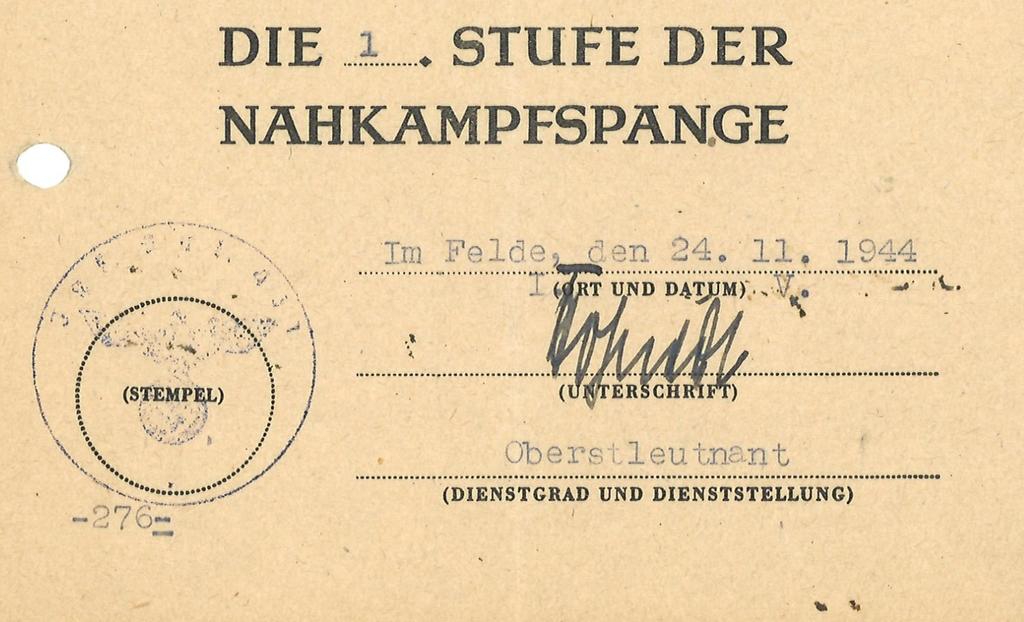 DIE 1. STUFE DER
NAHKAMPFSPANGE
Im Felde, den 24. 11. 1944
(ORT UND DATUM)
I. V.
(UNTERSCHRIFT)
(STEMPEL)
Oberstleutnant
(DIENSTGRAD UND DIENSTSTELLUNG)
-276-